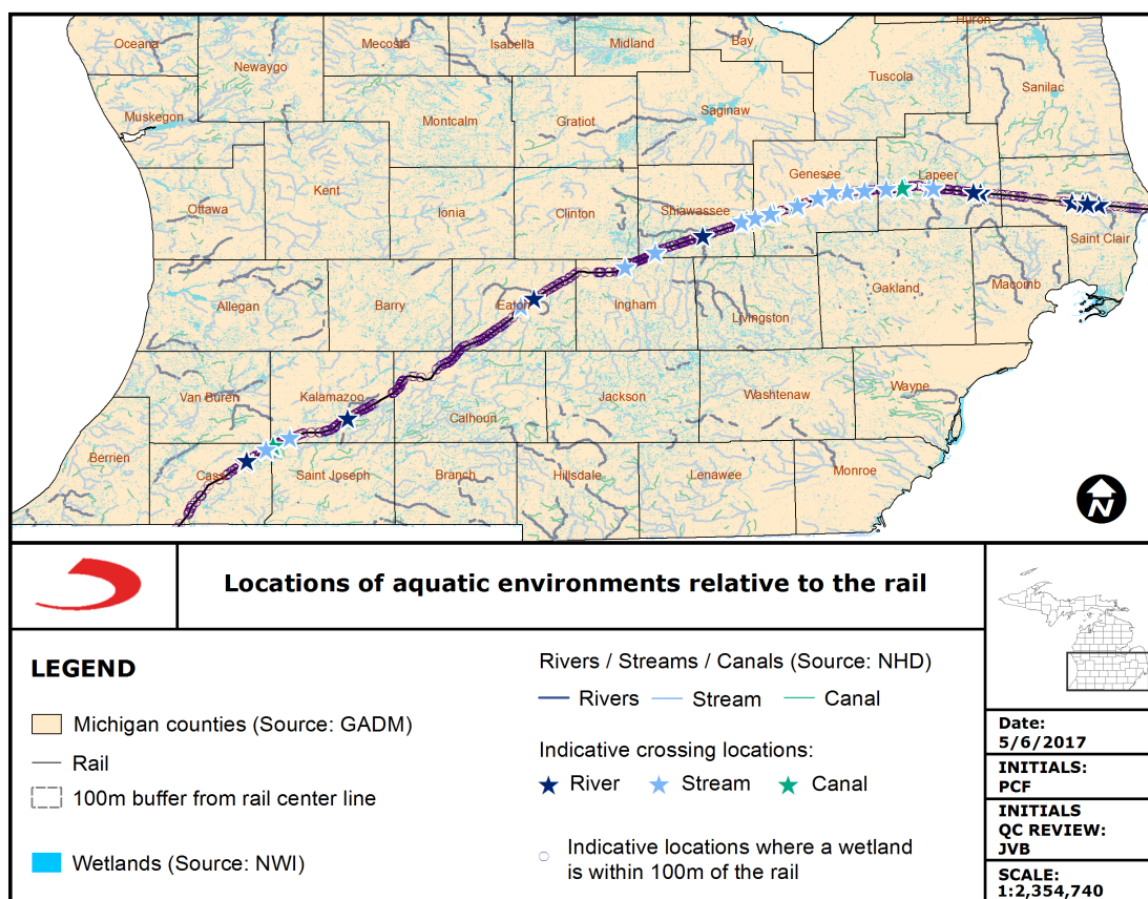 Huron
Oceana
Mecosta
Isabella
Midland
Bay
Newaygo
Tuscola
Sanilac
Muskegon
Montcalm
Gratiot
Saginaw
Kent
Genesee
Lapeer
Ottawa
Ionia
Clinton
Shiawassee
Saint Clair
Allegan
Barry
Eaton
Ingham
Livingston
Oakland
Macomb
Van Buren
Kalamazoo
Calhoun
Jackson
Washtenaw
Wayne
Berrien
Cass
Saint Joseph
Branch
Hillsdale
Lenawee
Monroe
N
Locations of aquatic environments relative to the rail
LEGEND
Michigan counties (Source: GADM)
Rail
100m buffer from rail center line
Wetlands (Source: NWI)
Rivers / Streams / Canals (Source: NHD)
Rivers Stream Canal
Indicative crossing locations:
River Stream Canal
Indicative locations where a wetland
is within 100m of the rail
Date:
5/6/2017
INITIALS:
PCF
INITIALS
QC REVIEW:
JVB
SCALE:
1:2,354,740